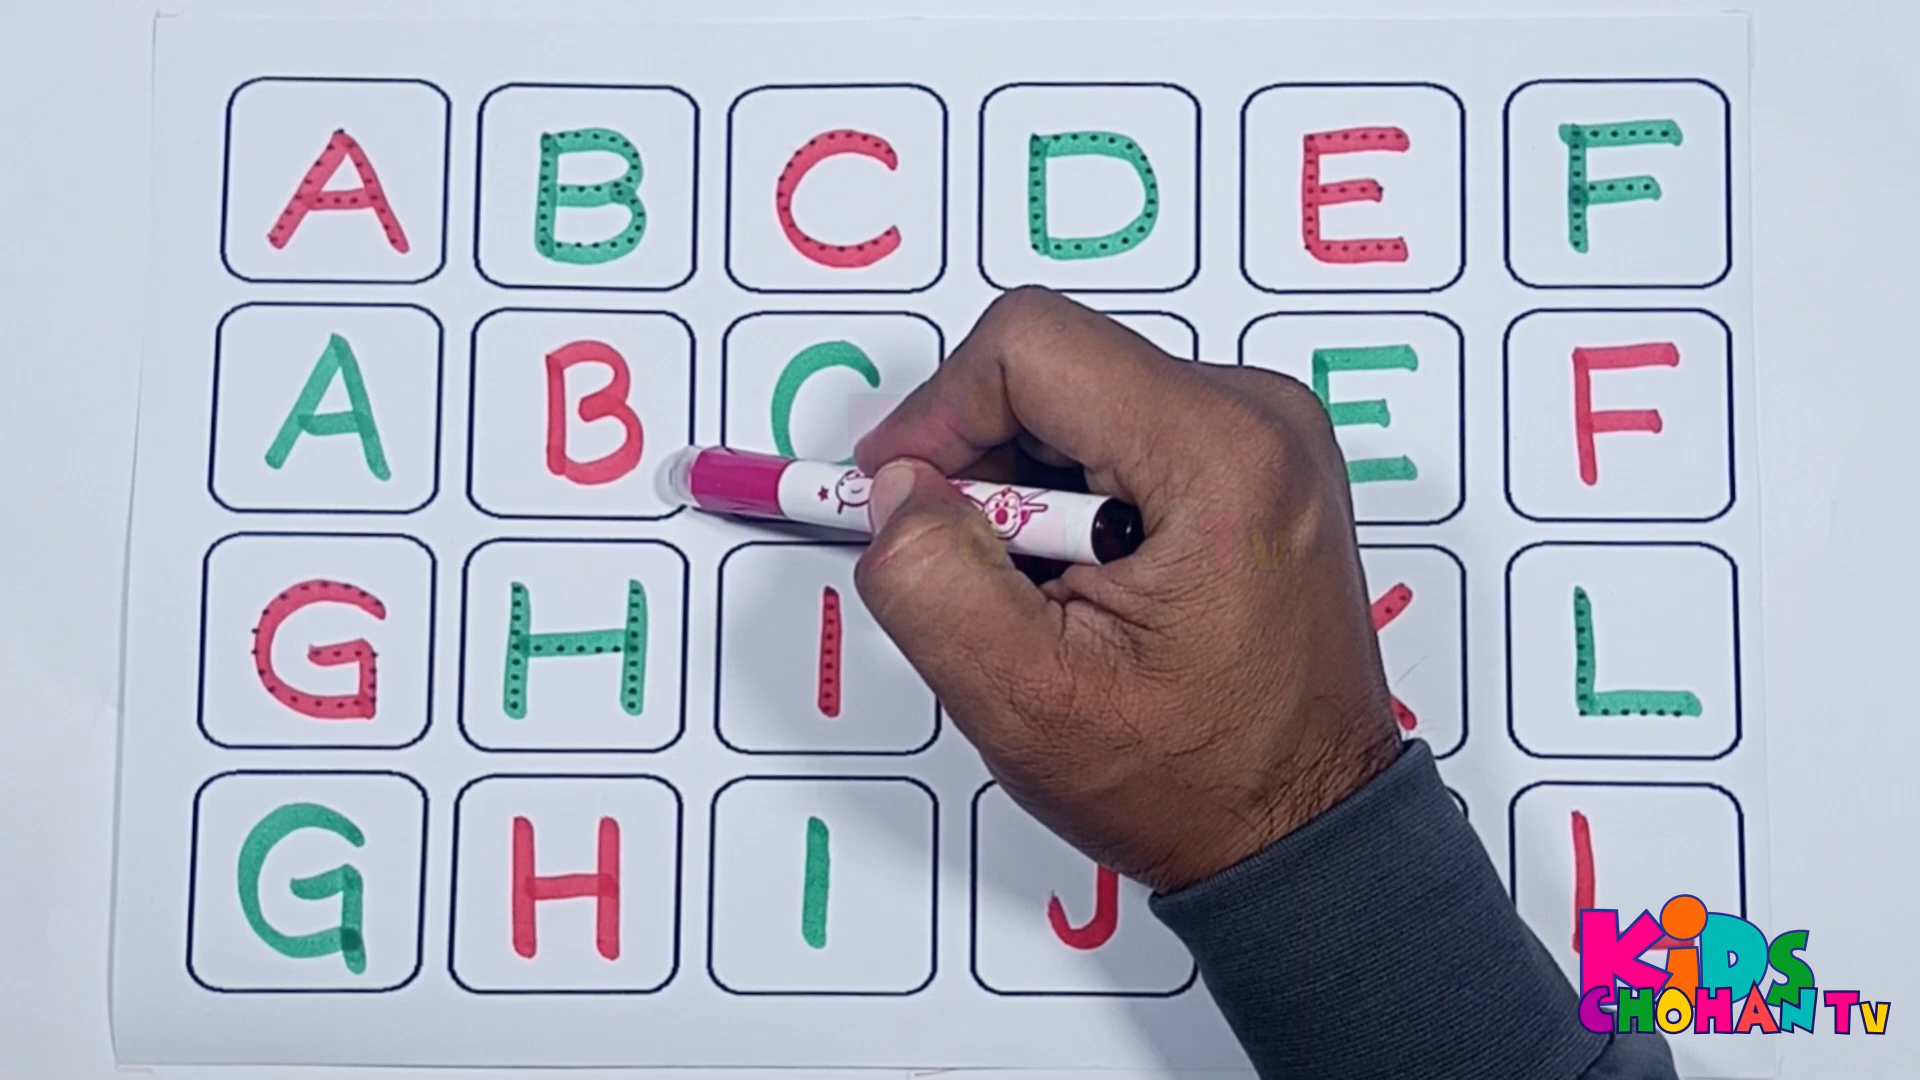 A B C D E F
A B C E F
G H I K L
G H I J L
KiDS
CHOHAN TV